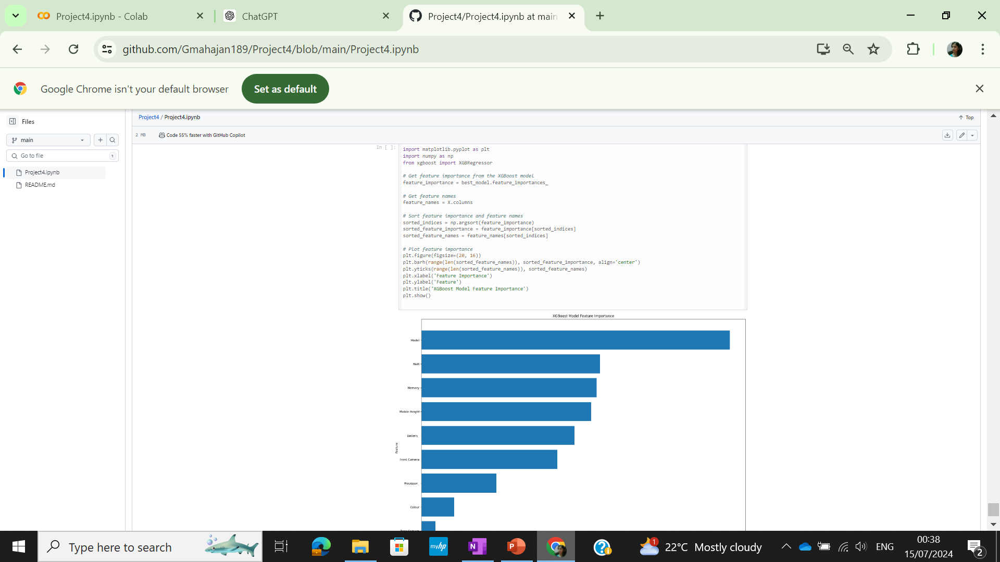 Project4.ipynb - Colab
ChatGPT
Project4/Project4.ipynb at main
github.com/Gmahajan189/Project4/blob/main/Project4.ipynb
Google Chrome isn't your default browser
Set as default
Files
Project4 / Project4.ipynb
Top
main
2 MB
Code 55% faster with GitHub Copilot
Go to file
t
Project4.ipynb
README.md
In [ ]:
import matplotlib.pyplot as plt
import numpy as np
from xgboost import XGBRegressor
# Get feature importance from the XGBoost model
feature_importance = best_model.feature_importances_
# Get feature names
feature_names = X.columns
# Sort feature importance and feature names
sorted_indices = np.argsort(feature_importance)
sorted_feature_importance = feature_importance[sorted_indices]
sorted_feature_names = feature_names[sorted_indices]
# Plot feature importance
plt.figure(figsize=(20, 16))
plt.barh(range(len(sorted_feature_names)), sorted_feature_importance, align='center')
plt.yticks(range(len(sorted_feature_names)), sorted_feature_names)
plt.xlabel('Feature Importance')
plt.ylabel('Feature')
plt.title('XGBoost Model Feature Importance')
plt.show()
XGBoost Model Feature Importance
Model
RAM
Memory
Mobile Height
Battery_
Feature
Front Camera
Processor_
Colour
Type here to search
myhp
N
P
1
22°C Mostly cloudy
ENG
00:38
15/07/2024
2